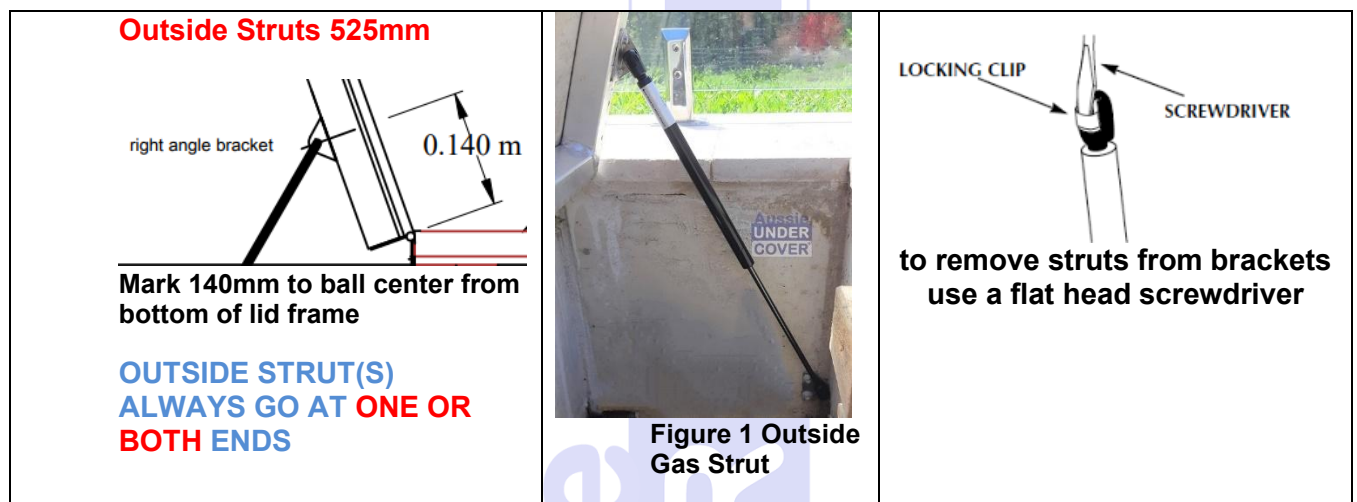 Outside Struts 525mm
right angle bracket
0.140 m
Mark 140mm to ball center from
bottom of lid frame
OUTSIDE STRUT(S)
ALWAYS GO AT ONE OR
BOTH ENDS
Aussie
UNDER
COVER
Figure 1 Outside
Gas Strut
LOCKING CLIP
SCREWDRIVER
to remove struts from brackets
use a flat head screwdriver